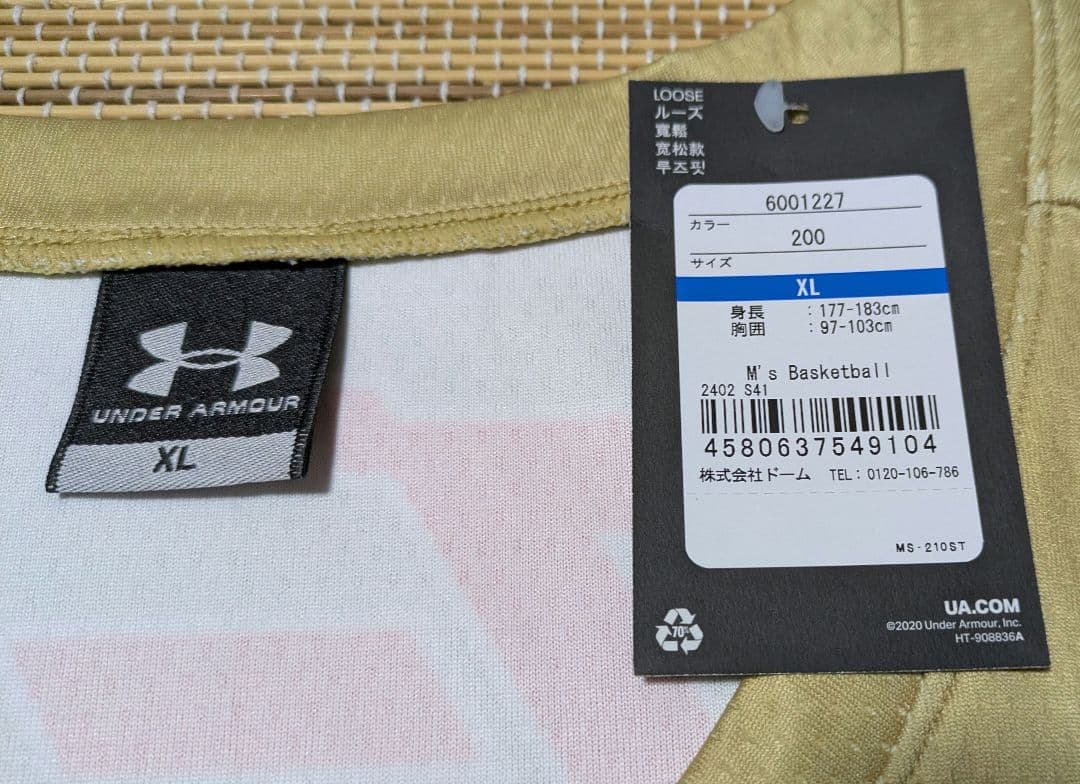 UNDER ARMOUR
XL
LOOSE
ルーズ
寬鬆
宽松款
루즈핏
6001227
カラー
200
サイズ
XL
身長 : 177-183cm
胸囲 : 97-103cm
M's Basketball
2402 S41
4580637549104
株式会社ドーム TEL: 0120-106-786
MS-210ST
70%
UA.COM
©2020 Under Armour, Inc.
HT-908836A